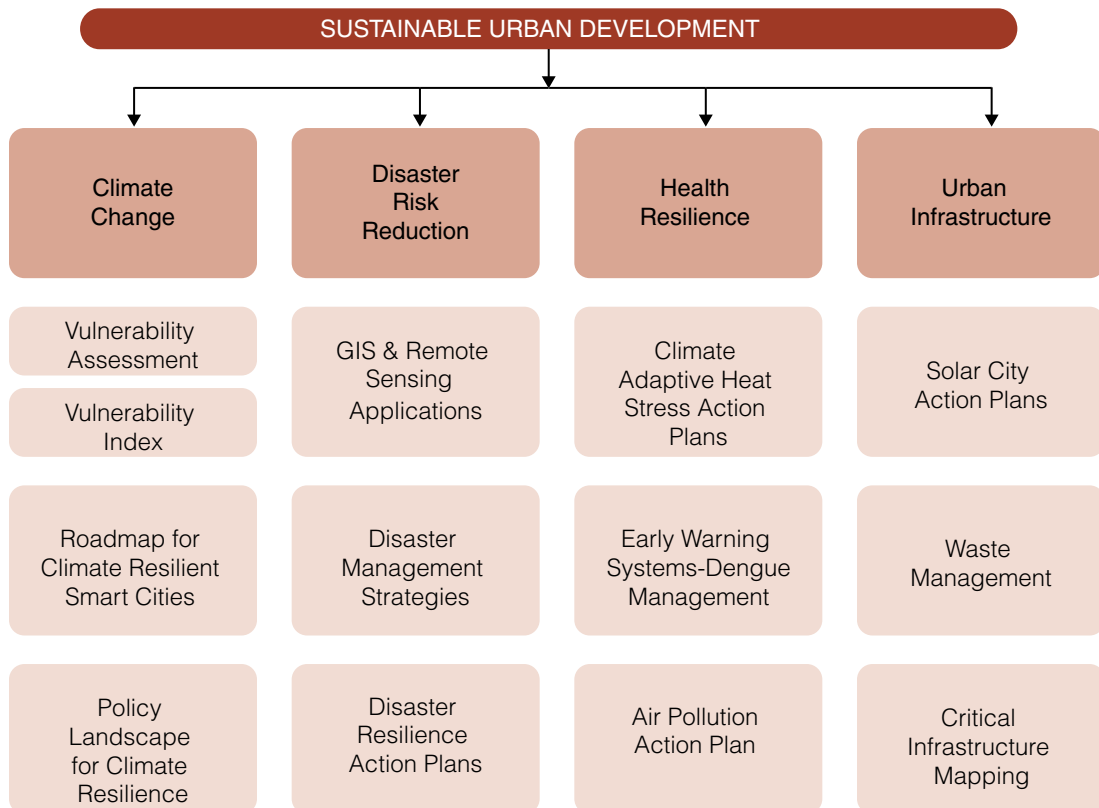 SUSTAINABLE URBAN DEVELOPMENT
Climate
Change
Disaster
Risk
Reduction
Health
Resilience
Urban
Infrastructure
Vulnerability
Assessment
Vulnerability
Index
GIS & Remote
Sensing
Applications
Climate
Adaptive Heat
Stress Action
Plans
Solar City
Action Plans
Roadmap for
Climate Resilient
Smart Cities
Disaster
Management
Strategies
Early Warning
Systems-Dengue
Management
Waste
Management
Policy
Landscape
for Climate
Resilience
Disaster
Resilience
Action Plans
Air Pollution
Action Plan
Critical
Infrastructure
Mapping